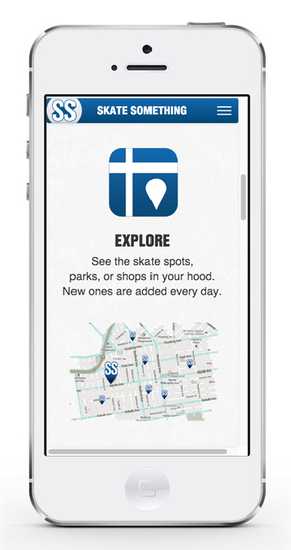 SS
SKATE SOMETHING
EXPLORE
See the skate spots,
parks, or shops in your hood.
New ones are added every day.
SS